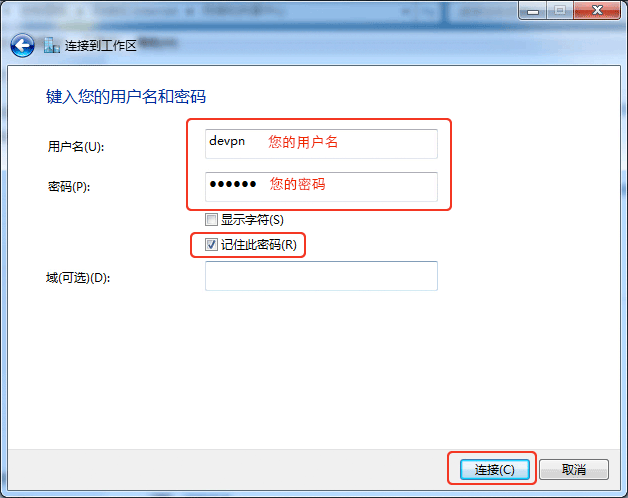 连接到工作区
键入您的用户名和密码
用户名(U):
devpn 您的用户名
密码(P):
●●●●●● 您的密码
显示字符(S)
记住此密码(R)
域(可选)(D):
连接(C)
取消